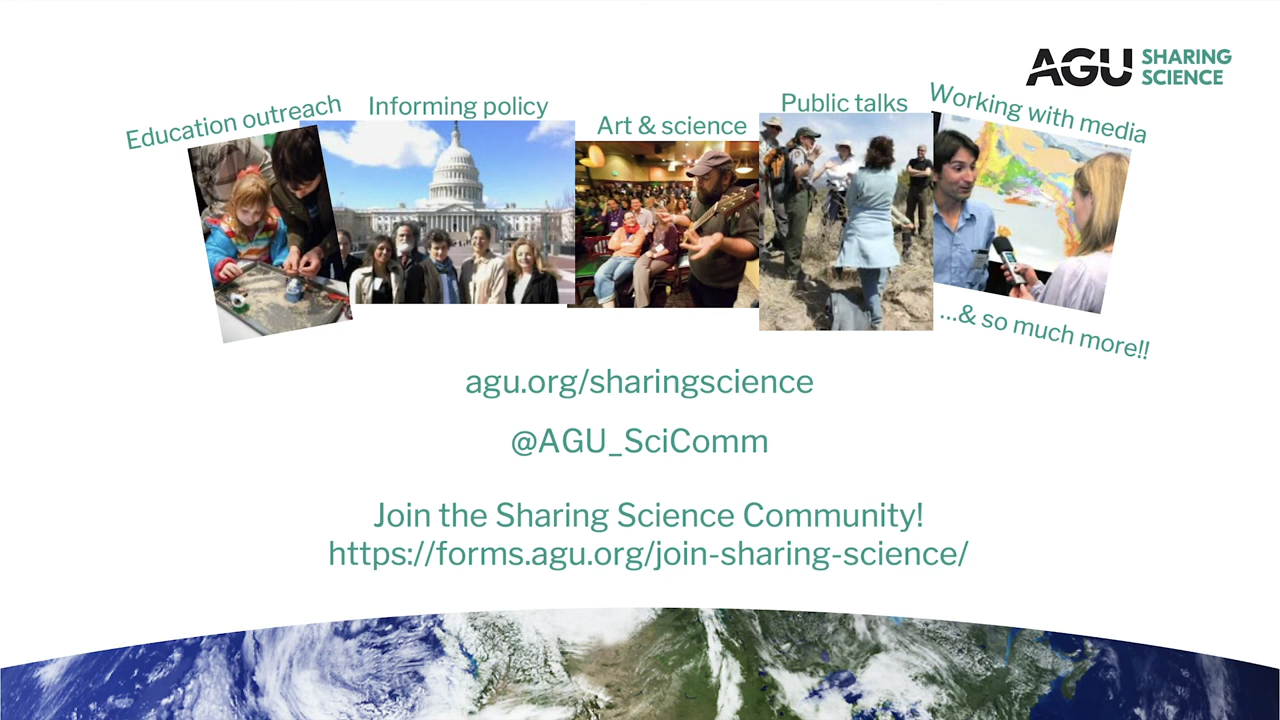 AGU SHARING
SCIENCE
Education outreach
Informing policy
Art & science
Public talks
Working with media
...& so much more!!
agu.org/sharingscience
@AGU_SciComm
Join the Sharing Science Community!
https://forms.agu.org/join-sharing-science/